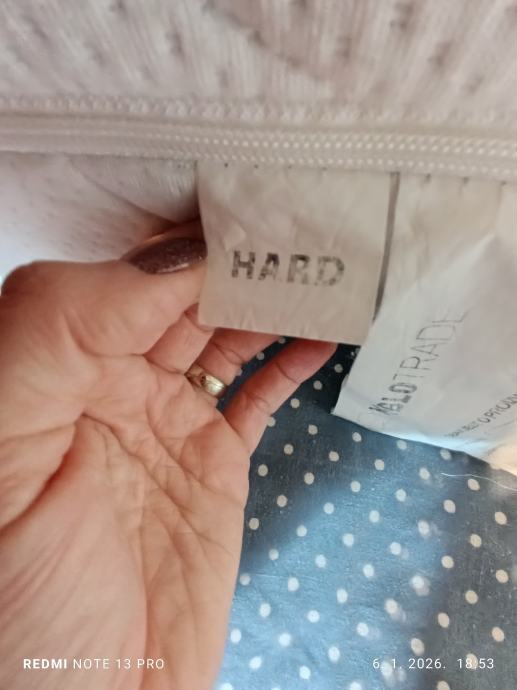 HARD
VALOTRADE
REDMI NOTE 13 PRO
6. 1. 2026. 18:53